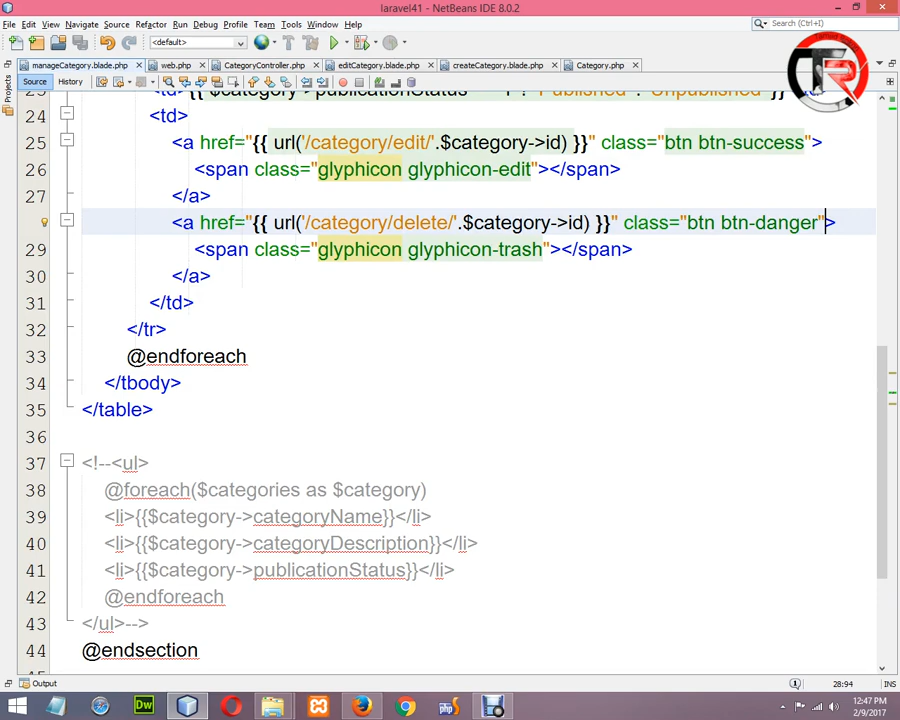 laravel41 - NetBeans IDE 8.0.2
File Edit View Navigate Source Refactor Run Debug Profile Team Tools Window Help
Search (Ctrl+I)
<default>
manageCategory.blade.php web.php CategoryController.php editCategory.blade.php createCategory.blade.php Category.php
Source History
Projects
TR
24 <td>
25 <a href="{{ url('/category/edit/'.$category->id) }}" class="btn btn-success">
26 <span class="glyphicon glyphicon-edit"></span>
27 </a>
<a href="{{ url('/category/delete/'.$category->id) }}" class="btn btn-danger">
29 <span class="glyphicon glyphicon-trash"></span>
30 </a>
31 </td>
32 </tr>
33 @endforeach
34 </tbody>
35 </table>
36
37 <!--<ul>
38 @foreach($categories as $category)
39 <li>{{$category->categoryName}}</li>
40 <li>{{$category->categoryDescription}}</li>
41 <li>{{$category->publicationStatus}}</li>
42 @endforeach
43 </ul>-->
44 @endsection
Output
28:94 INS
Dw
php
12:47 PM
2/9/2017